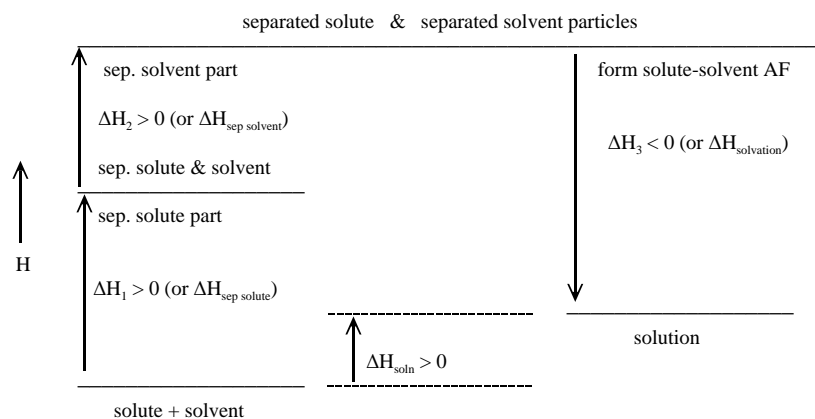 separated solute & separated solvent particles
sep. solvent part
form solute-solvent AF
ΔH₂ > 0 (or ΔH_sep solvent)
ΔH₃ < 0 (or ΔH_solvation)
sep. solute & solvent
sep. solute part
H
ΔH₁ > 0 (or ΔH_sep solute)
solution
ΔH_soln > 0
solute + solvent